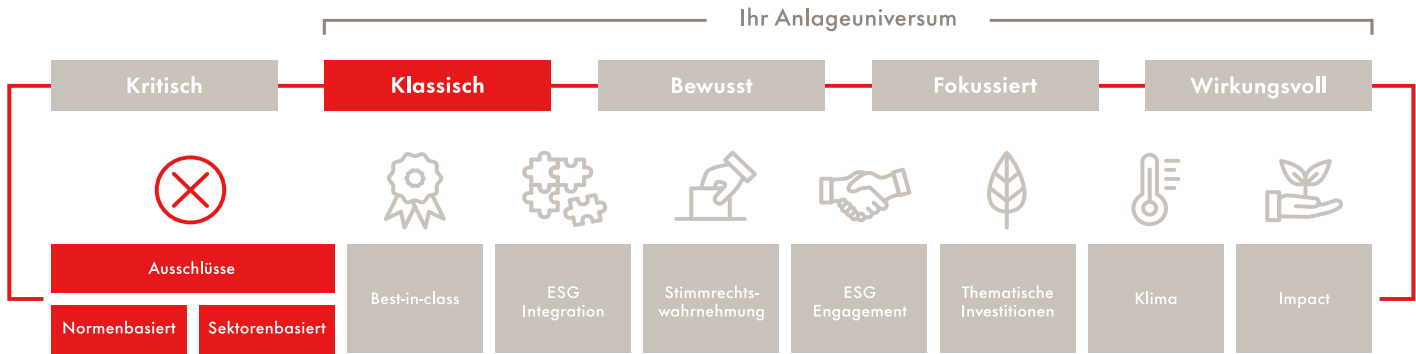 Ihr Anlageuniversum
Kritisch
Klassisch
Bewusst
Fokussiert
Wirkungsvoll
Ausschlüsse
Normenbasiert
Sektorenbasiert
Best-in-class
ESG
Integration
Stimmrechts-
wahrnehmung
ESG
Engagement
Thematische
Investitionen
Klima
Impact